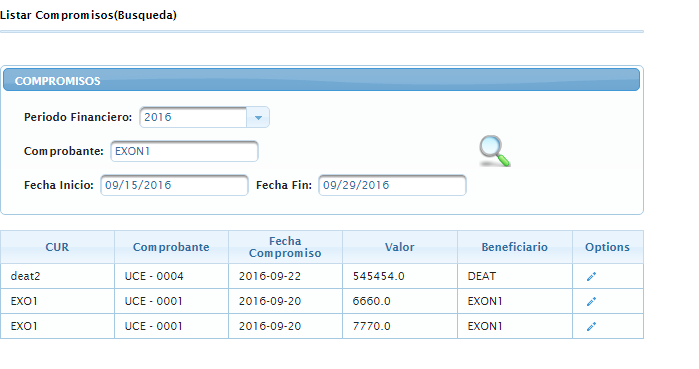 Listar Compromisos(Busqueda)
COMPROMISOS
Periodo Financiero: 2016
Comprobante: EXON1
Fecha Inicio: 09/15/2016 Fecha Fin: 09/29/2016
CUR Comprobante Fecha Compromiso Valor Beneficiario Options
deat2 UCE - 0004 2016-09-22 545454.0 DEAT
EXO1 UCE - 0001 2016-09-20 6660.0 EXON1
EXO1 UCE - 0001 2016-09-20 7770.0 EXON1